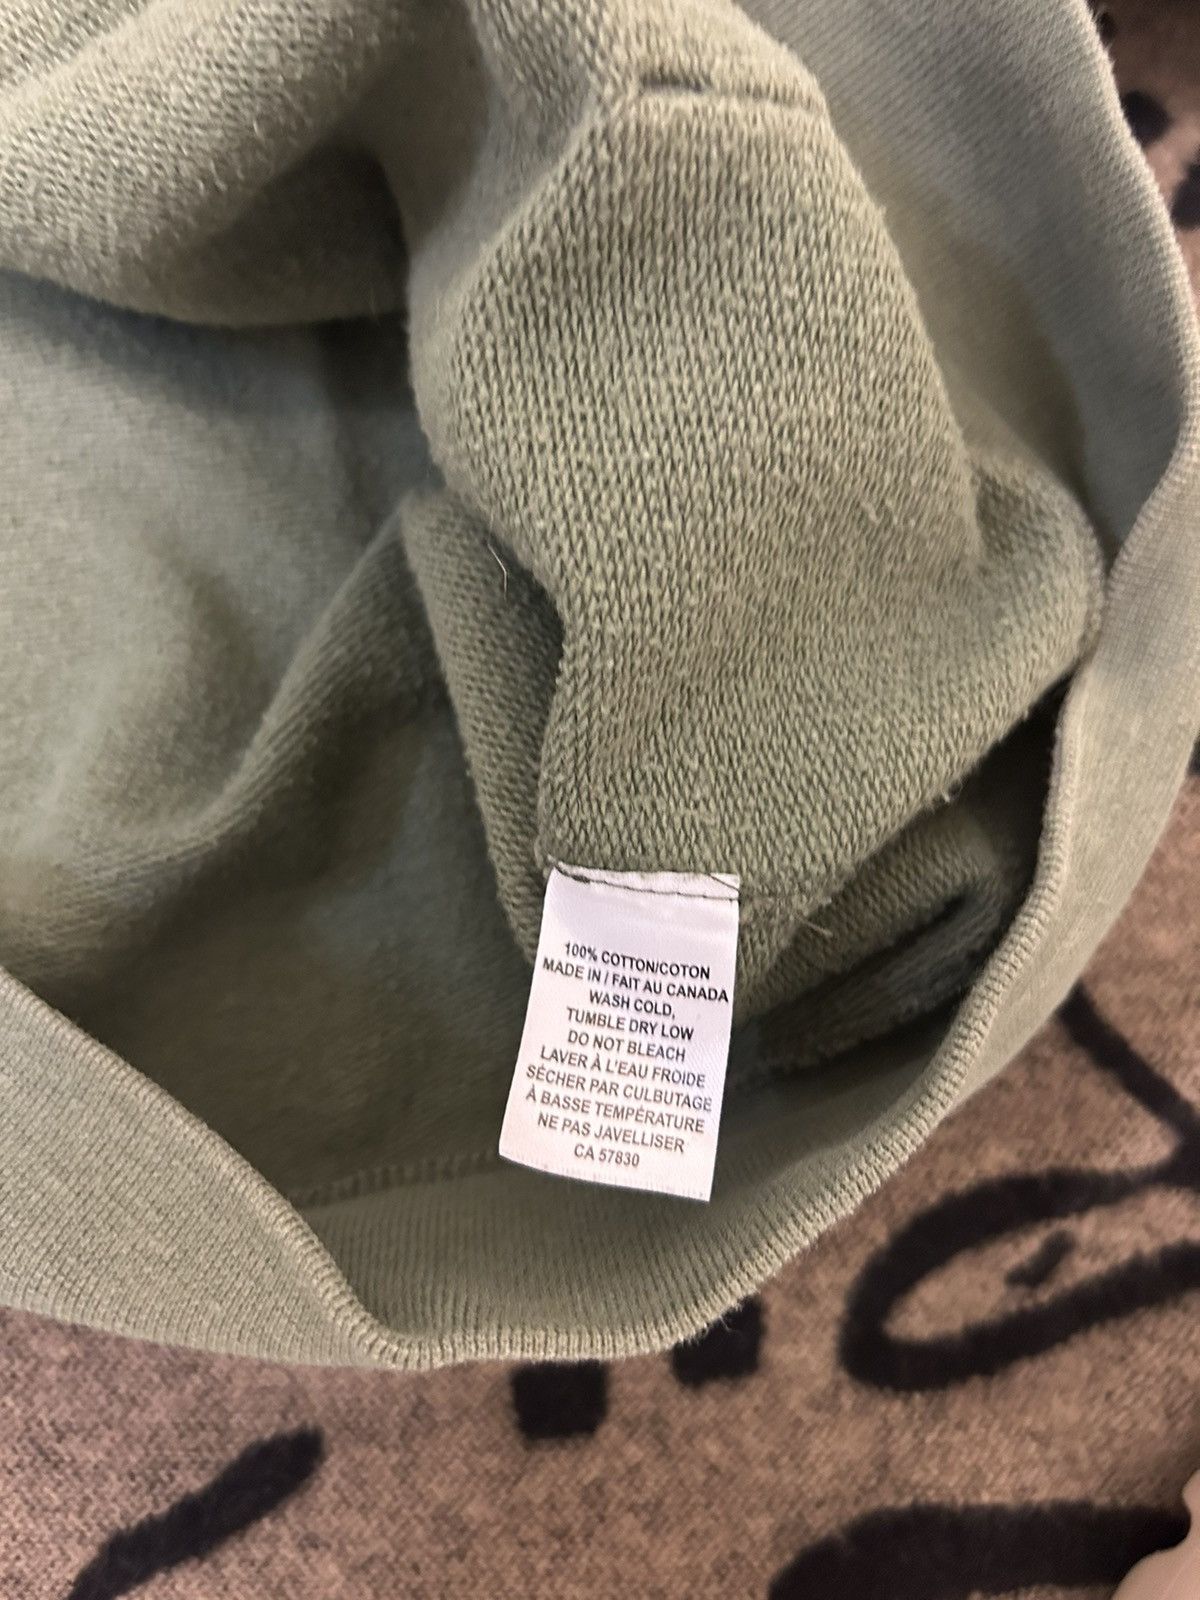 100% COTTON/COTON
MADE IN / FAIT AU CANADA
WASH COLD,
TUMBLE DRY LOW
DO NOT BLEACH
LAVER À L'EAU FROIDE
SÉCHER PAR CULBUTAGE
À BASSE TEMPÉRATURE
NE PAS JAVELLISER
CA 57830